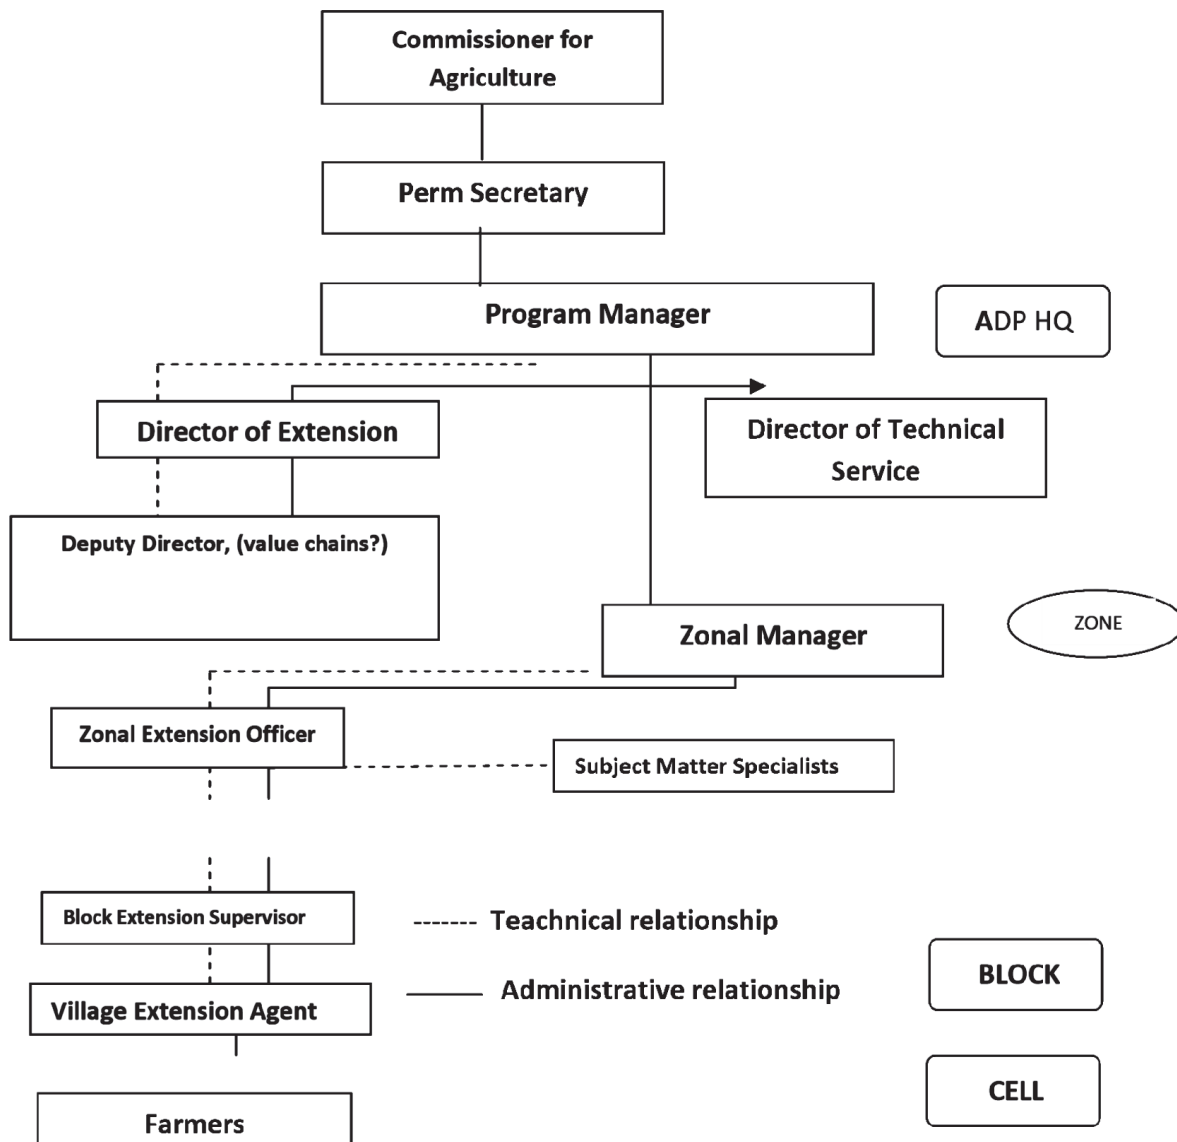 Commissioner for
Agriculture
Perm Secretary
Program Manager
ADP HQ
Director of Extension
Director of Technical
Service
Deputy Director, (value chains?)
Zonal Manager
ZONE
Zonal Extension Officer
Subject Matter Specialists
Block Extension Supervisor
Teachnical relationship
BLOCK
Village Extension Agent
Administrative relationship
CELL
Farmers